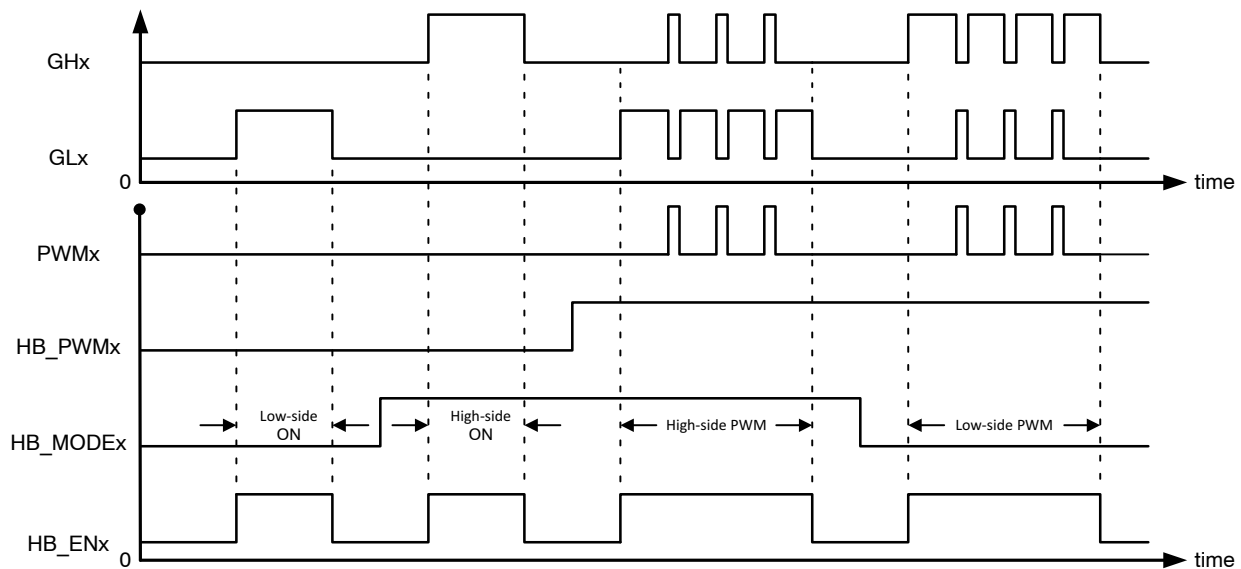 GHx
GLx
0
time
PWMx
HB_PWMx
HB_MODEx
Low-side
ON
High-side
ON
High-side PWM
Low-side PWM
HB_ENx
0
time